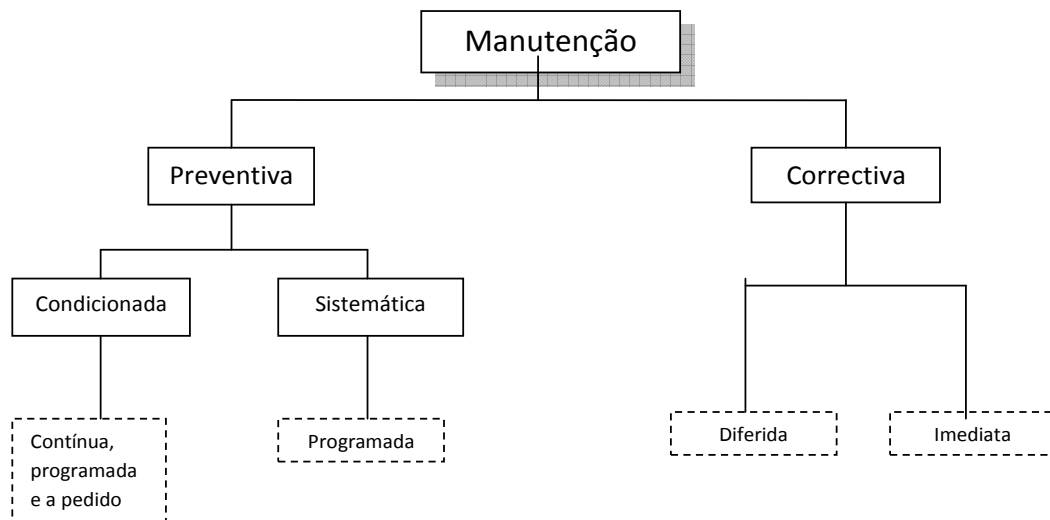 Manutenção
Preventiva
Correctiva
Condicionada
Sistemática
Contínua,
programada
e a pedido
Programada
Diferida
Imediata